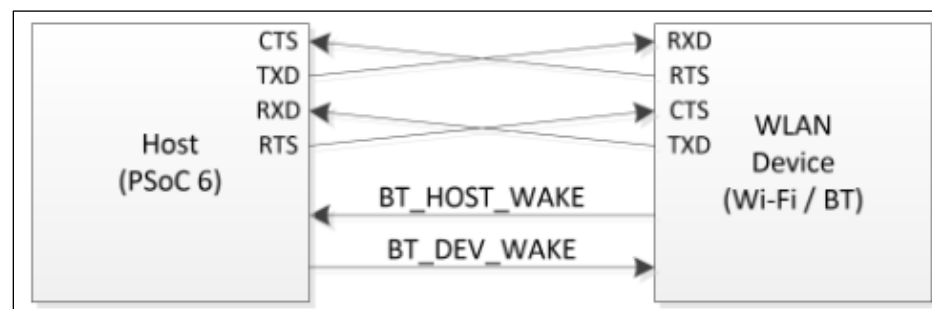 CTS
TXD
RXD
RTS
Host
(PSoC 6)
RXD
RTS
CTS
TXD
WLAN
Device
(Wi-Fi / BT)
BT_HOST_WAKE
BT_DEV_WAKE